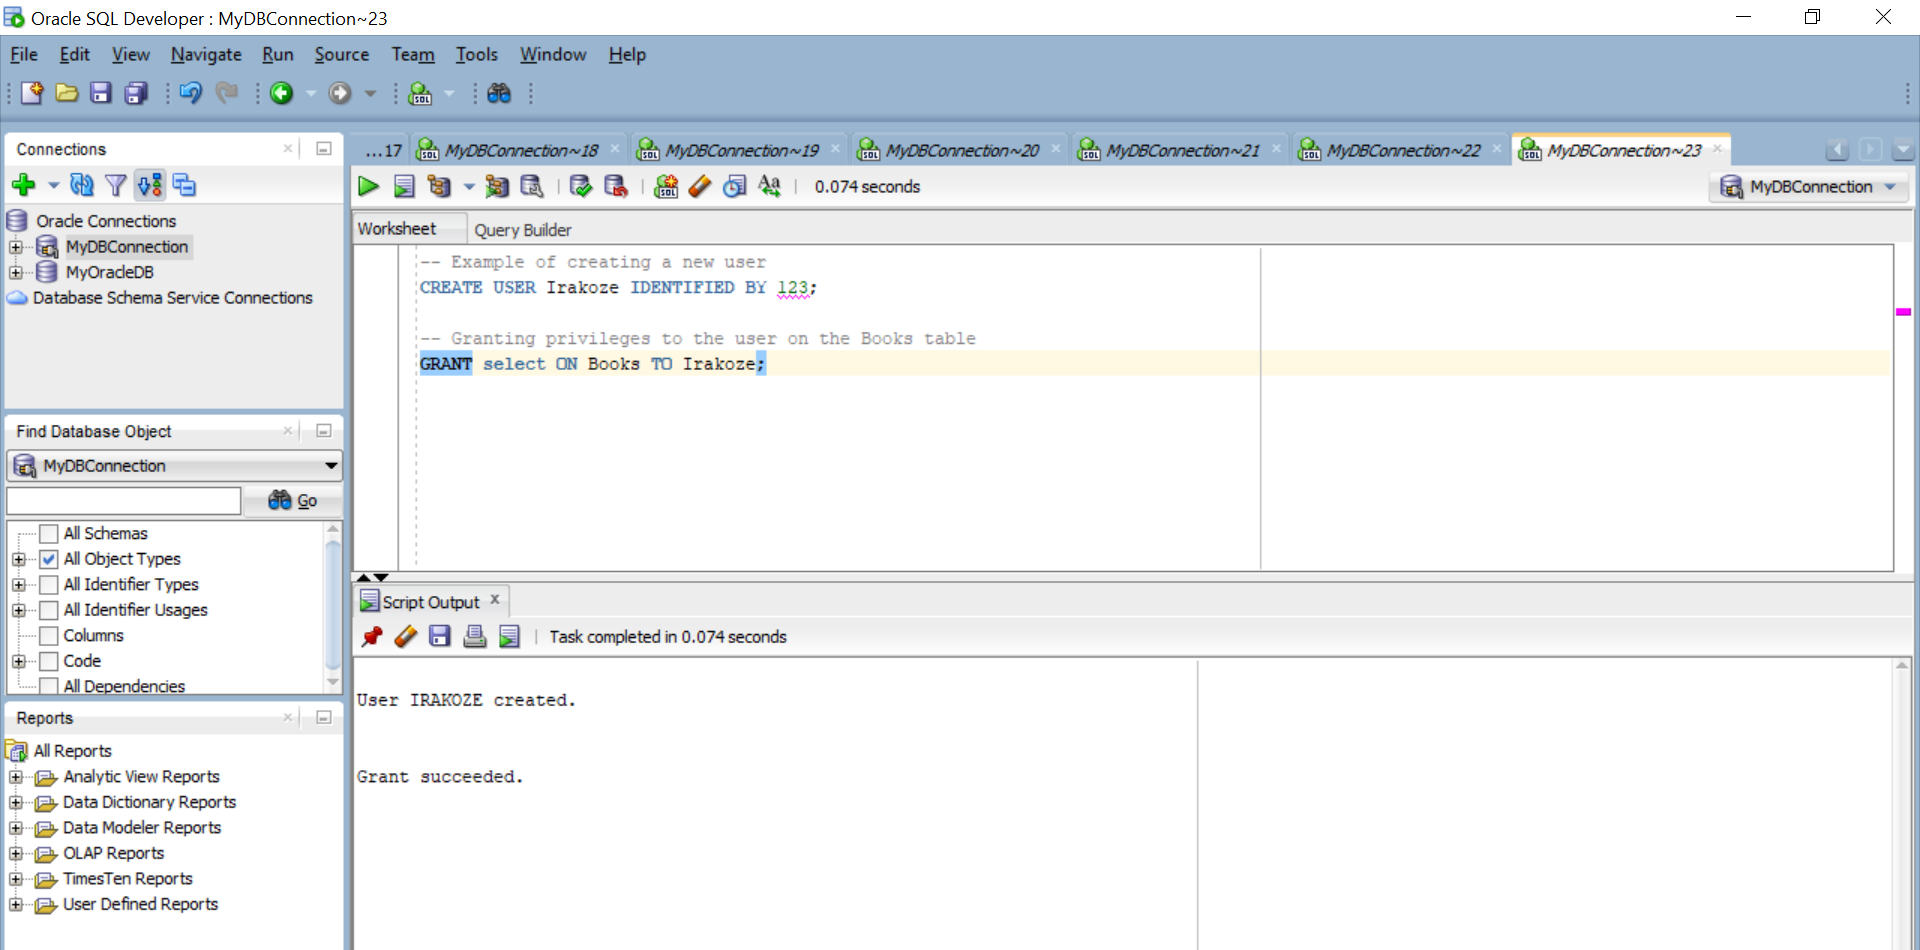 Oracle SQL Developer : MyDBConnection~23
File Edit View Navigate Run Source Team Tools Window Help
Connections
Oracle Connections
MyDBConnection
MyOracleDB
Database Schema Service Connections
Find Database Object
MyDBConnection
Go
All Schemas
All Object Types
All Identifier Types
All Identifier Usages
Columns
Code
All Dependencies
Reports
All Reports
Analytic View Reports
Data Dictionary Reports
Data Modeler Reports
OLAP Reports
TimesTen Reports
User Defined Reports
...17 MyDBConnection~18 MyDBConnection~19 MyDBConnection~20 MyDBConnection~21 MyDBConnection~22 MyDBConnection~23
0.074 seconds MyDBConnection
Worksheet Query Builder
-- Example of creating a new user
CREATE USER Irakoze IDENTIFIED BY 123;
-- Granting privileges to the user on the Books table
GRANT select ON Books TO Irakoze;
Script Output
Task completed in 0.074 seconds
User IRAKOZE created.
Grant succeeded.